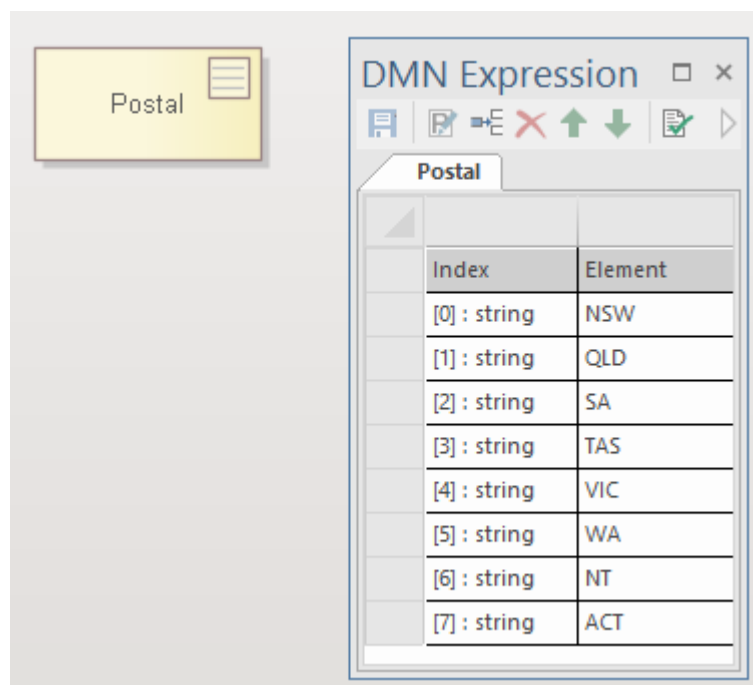 Postal
DMN Expression
Postal
Index Element
[0] : string NSW
[1] : string QLD
[2] : string SA
[3] : string TAS
[4] : string VIC
[5] : string WA
[6] : string NT
[7] : string ACT